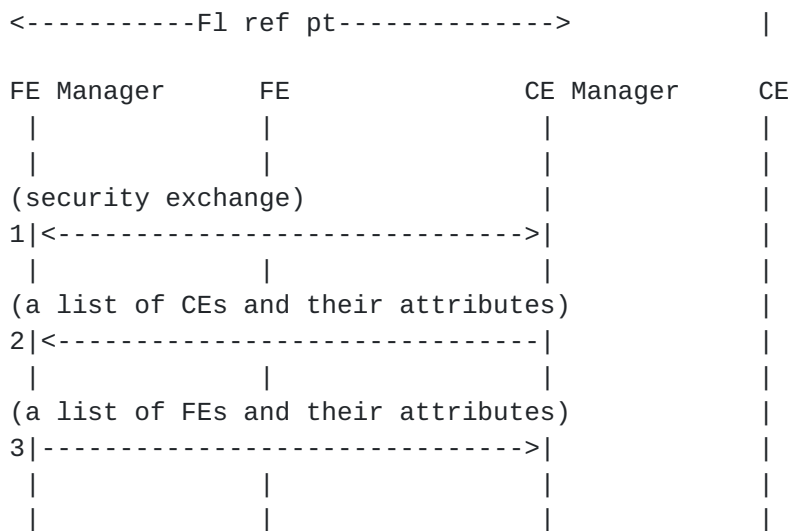 <-----------Fl ref pt-------------->            |
FE Manager      FE                 CE Manager     CE
 |              |                 |             |
 |              |                 |             |
(security exchange)               |             |
1|<------------------------------>|             |
 |              |                 |             |
(a list of CEs and their attributes)            |
2|<-------------------------------|             |
 |              |                 |             |
(a list of FEs and their attributes)            |
3|------------------------------->|             |
 |              |                 |             |
 |              |                 |             |